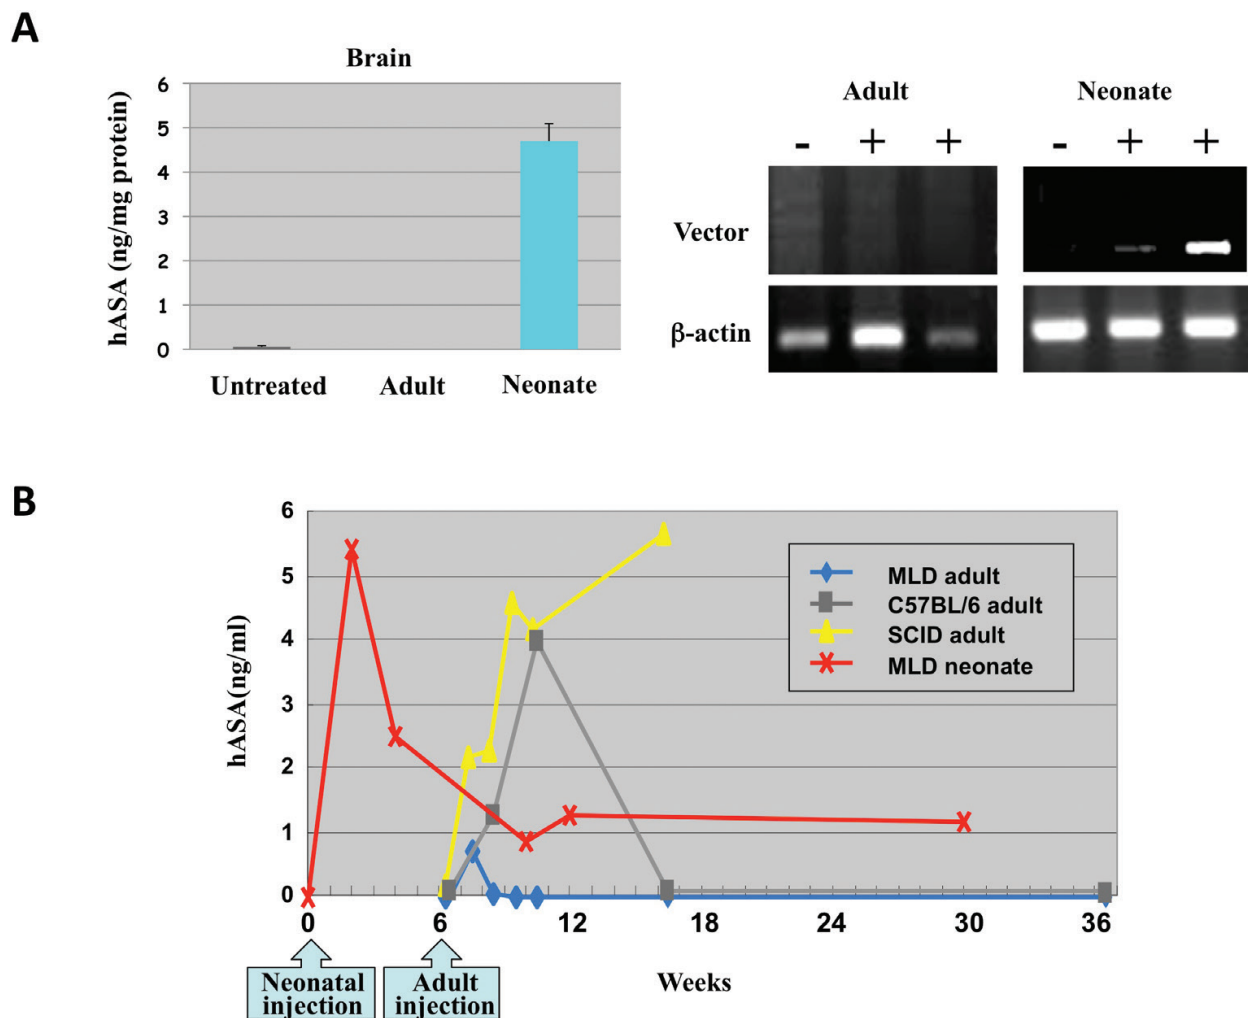 A
Brain
hASA (ng/mg protein)
6
5
4
3
2
1
0
Untreated
Adult
Neonate
Adult
Neonate
- + +
- + +
Vector
β-actin
B
hASA(ng/ml)
6
5
4
3
2
1
0
MLD adult
C57BL/6 adult
SCID adult
MLD neonate
0 6 12 18 24 30 36
Weeks
Neonatal
injection
Adult
injection